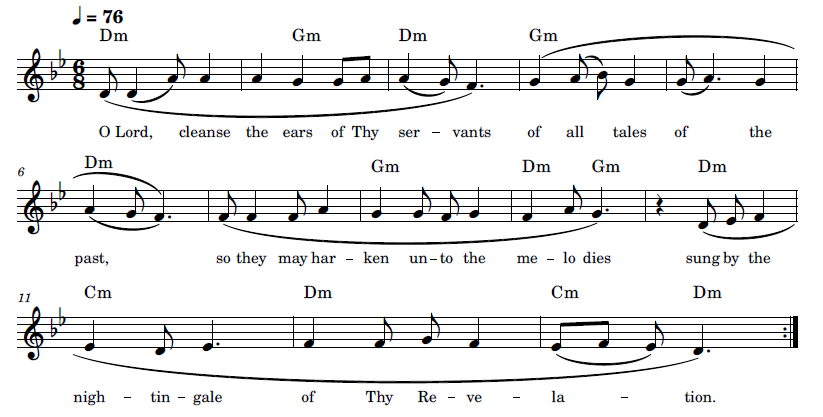 ♩ = 76
Dm Gm Dm Gm
6
8
O Lord, cleanse the ears of Thy ser – vants of all tales of the
6
Dm Gm Dm Gm Dm
past, so they may har – ken un – to the me – lo dies sung by the
11
Cm Dm Cm Dm
nigh – tin – gale of Thy Re – ve – la – tion.